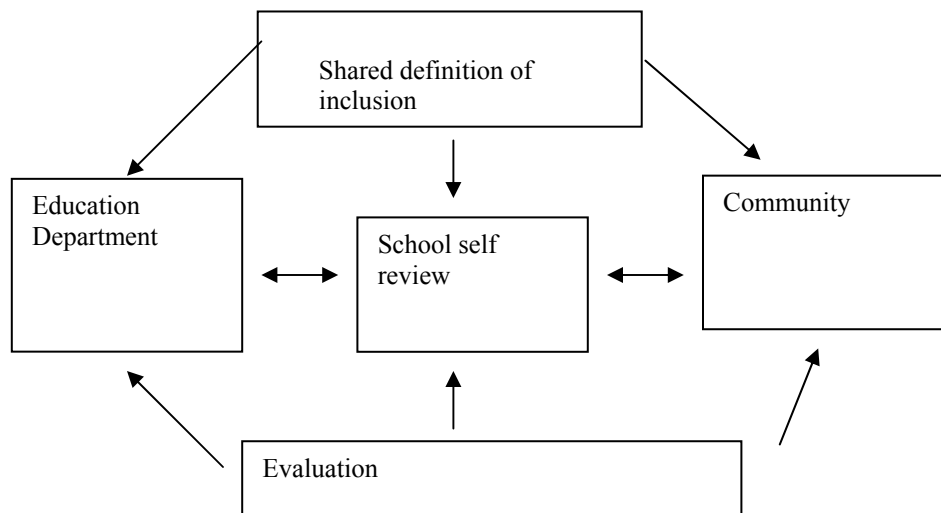 Shared definition of
inclusion
Education
Department
Community
School self
review
Evaluation